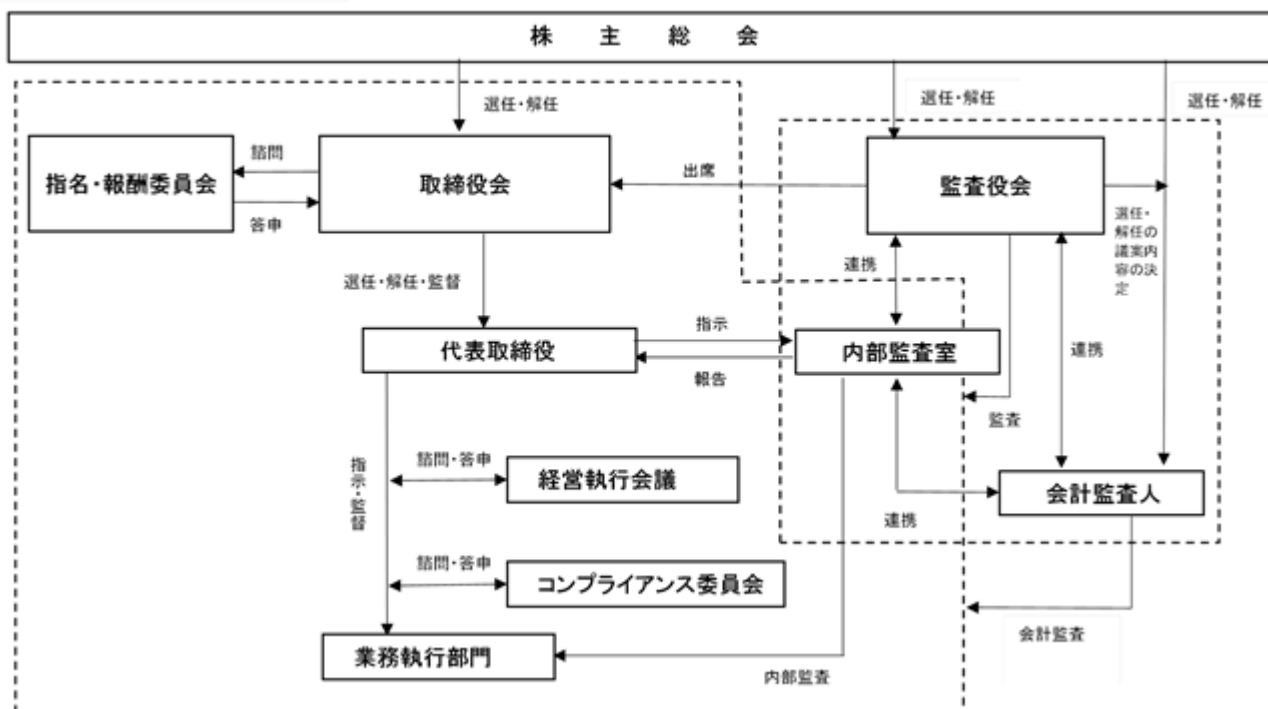 株主総会
選任・解任
選任・解任
選任・解任
指名・報酬委員会
諮問
答申
取締役会
出席
監査役会
選任・
解任の
議案内
容の決
定
選任・解任・監督
連携
代表取締役
指示
報告
内部監査室
連携
監査
指示・監督
諮問・答申
経営執行会議
連携
会計監査人
諮問・答申
コンプライアンス委員会
会計監査
業務執行部門
内部監査